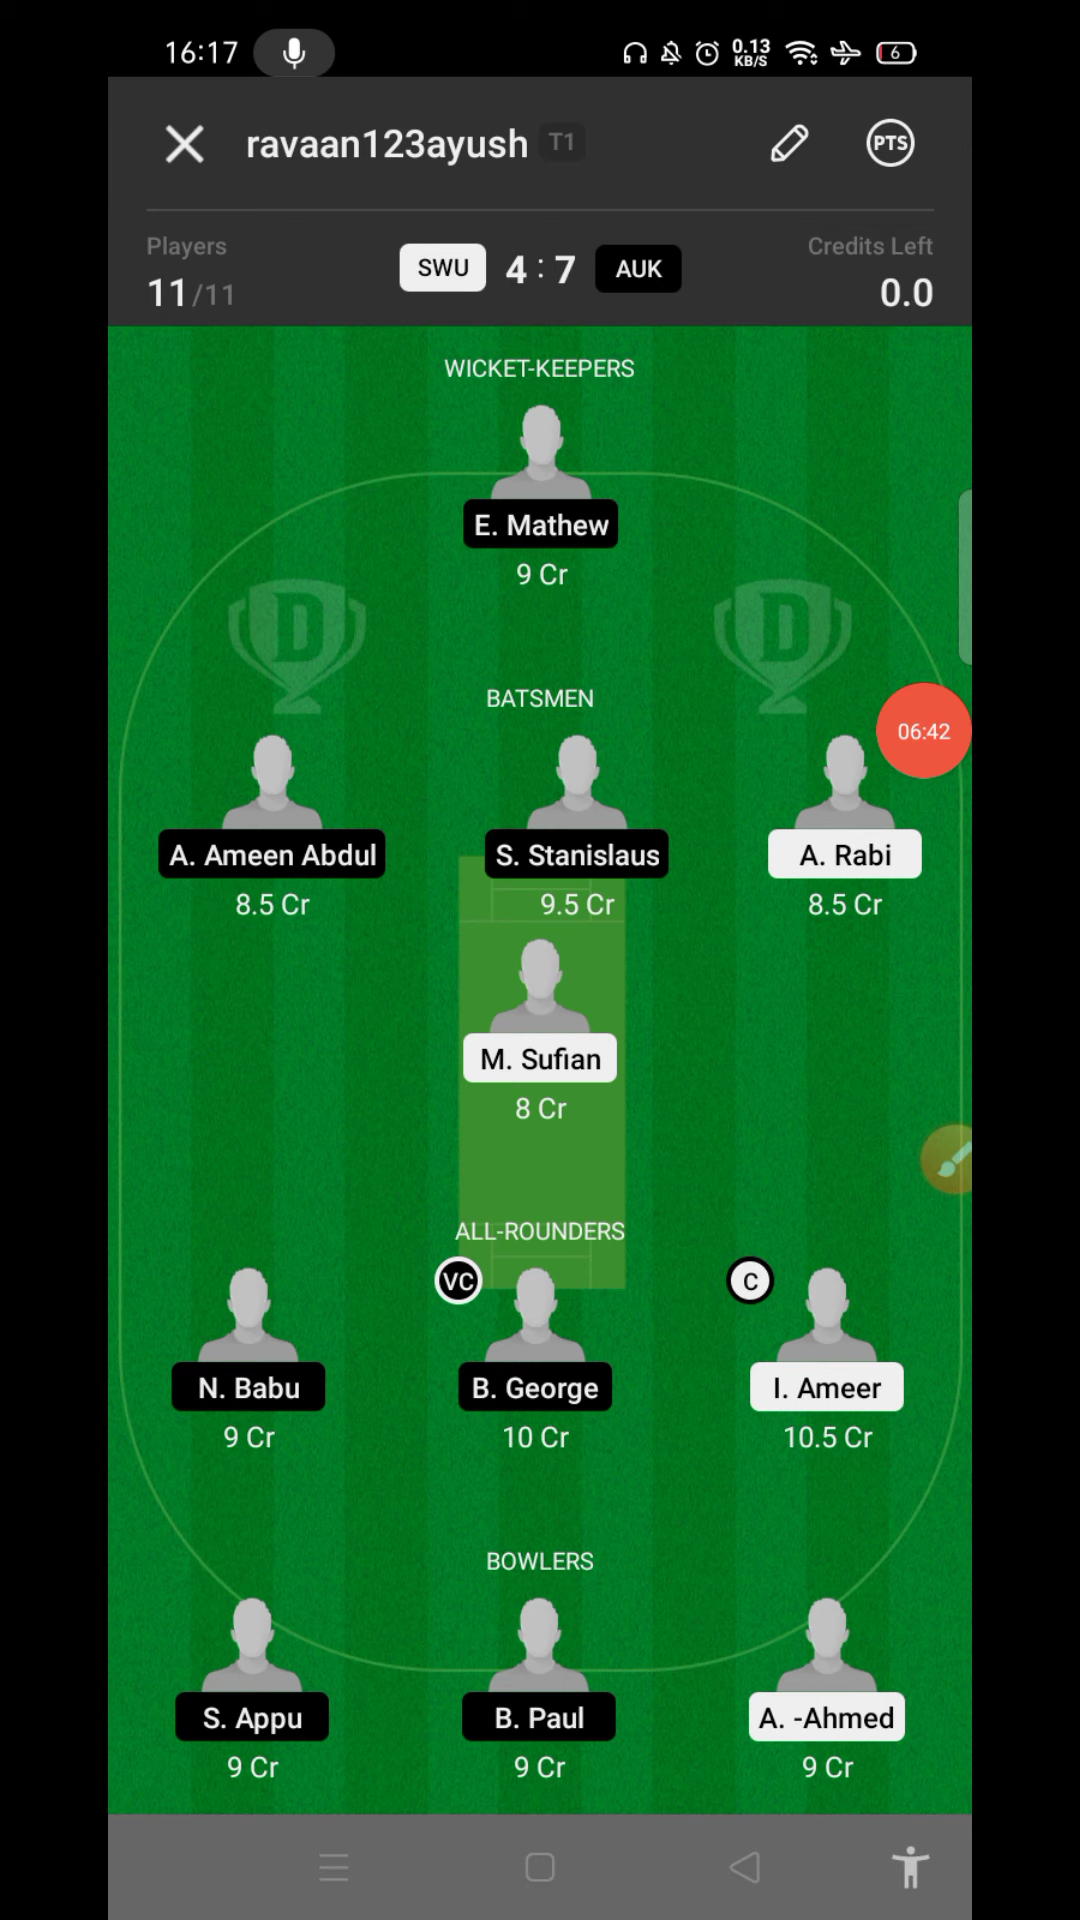 16:17
0.13
KB/S
6
ravaan123ayush T1
PTS
Players
Credits Left
11/11
SWU 4 : 7 AUK
0.0
WICKET-KEEPERS
E. Mathew
9 Cr
D D
BATSMEN
06:42
A. Ameen Abdul S. Stanislaus A. Rabi
8.5 Cr 9.5 Cr 8.5 Cr
M. Sufian
8 Cr
ALL-ROUNDERS
VC C
N. Babu B. George I. Ameer
9 Cr 10 Cr 10.5 Cr
BOWLERS
S. Appu B. Paul A. -Ahmed
9 Cr 9 Cr 9 Cr